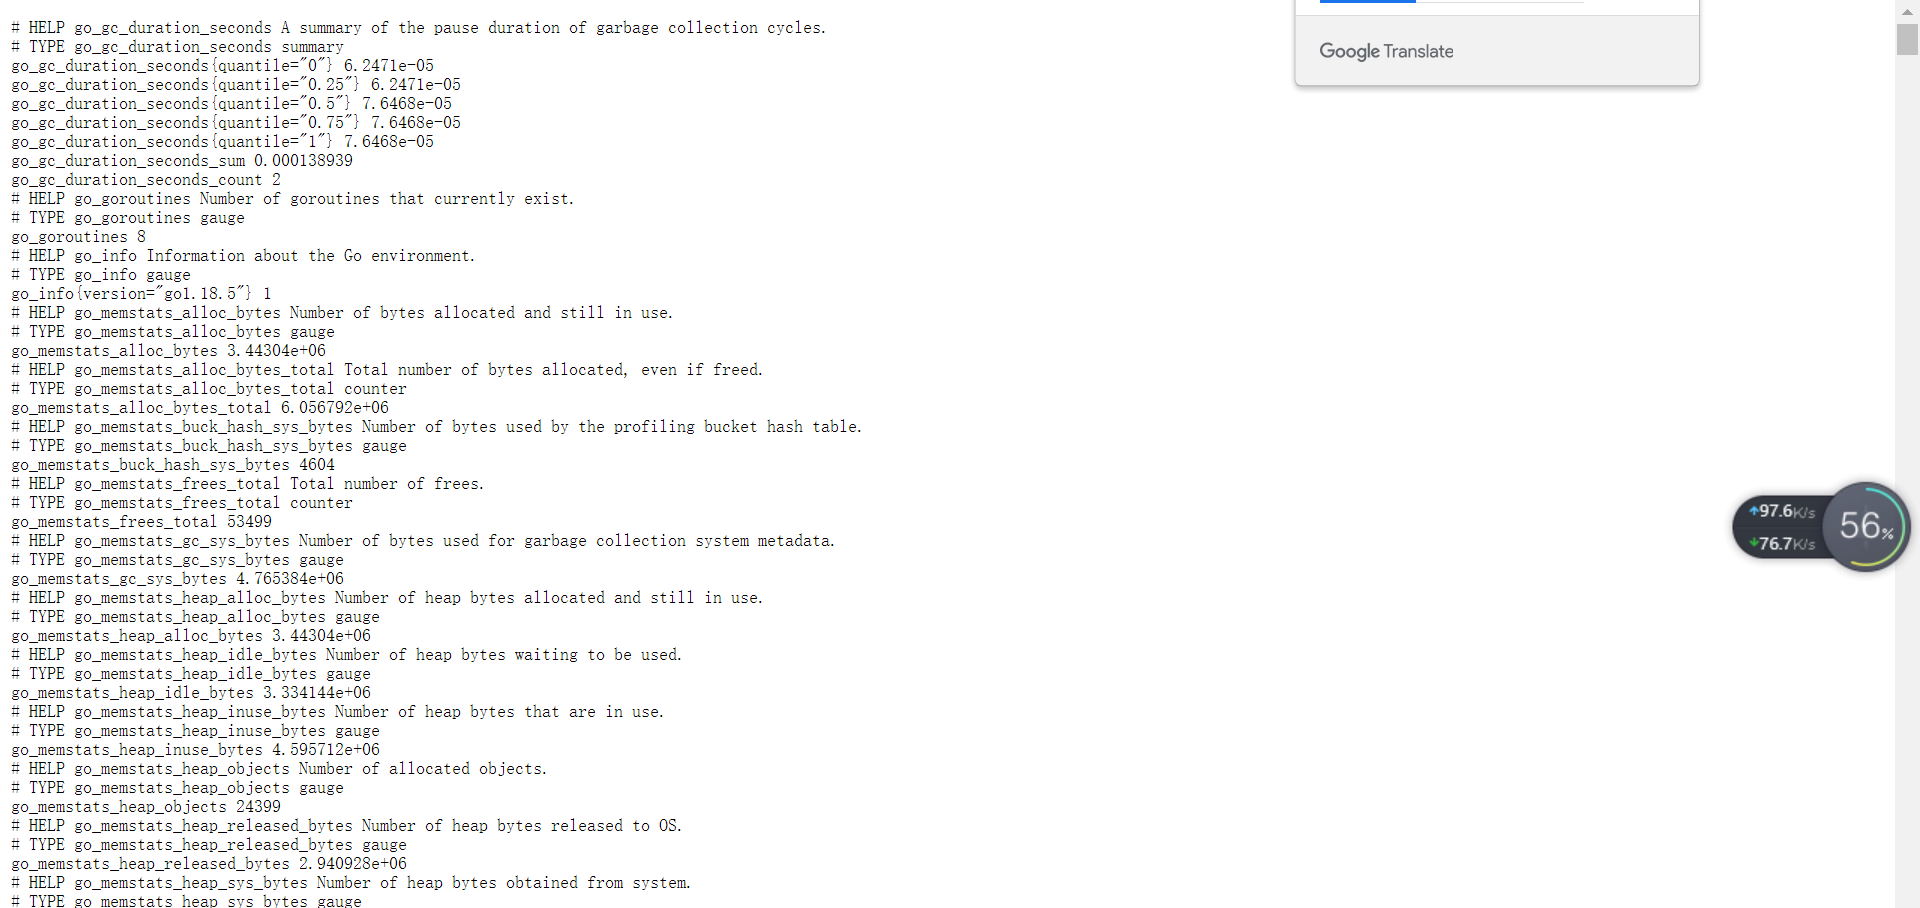 # HELP go_gc_duration_seconds A summary of the pause duration of garbage collection cycles.
# TYPE go_gc_duration_seconds summary
go_gc_duration_seconds{quantile="0"} 6.2471e-05
go_gc_duration_seconds{quantile="0.25"} 6.2471e-05
go_gc_duration_seconds{quantile="0.5"} 7.6468e-05
go_gc_duration_seconds{quantile="0.75"} 7.6468e-05
go_gc_duration_seconds{quantile="1"} 7.6468e-05
go_gc_duration_seconds_sum 0.000138939
go_gc_duration_seconds_count 2
# HELP go_goroutines Number of goroutines that currently exist.
# TYPE go_goroutines gauge
go_goroutines 8
# HELP go_info Information about the Go environment.
# TYPE go_info gauge
go_info{version="go1.18.5"} 1
# HELP go_memstats_alloc_bytes Number of bytes allocated and still in use.
# TYPE go_memstats_alloc_bytes gauge
go_memstats_alloc_bytes 3.44304e+06
# HELP go_memstats_alloc_bytes_total Total number of bytes allocated, even if freed.
# TYPE go_memstats_alloc_bytes_total counter
go_memstats_alloc_bytes_total 6.056792e+06
# HELP go_memstats_buck_hash_sys_bytes Number of bytes used by the profiling bucket hash table.
# TYPE go_memstats_buck_hash_sys_bytes gauge
go_memstats_buck_hash_sys_bytes 4604
# HELP go_memstats_frees_total Total number of frees.
# TYPE go_memstats_frees_total counter
go_memstats_frees_total 53499
# HELP go_memstats_gc_sys_bytes Number of bytes used for garbage collection system metadata.
# TYPE go_memstats_gc_sys_bytes gauge
go_memstats_gc_sys_bytes 4.765384e+06
# HELP go_memstats_heap_alloc_bytes Number of heap bytes allocated and still in use.
# TYPE go_memstats_heap_alloc_bytes gauge
go_memstats_heap_alloc_bytes 3.44304e+06
# HELP go_memstats_heap_idle_bytes Number of heap bytes waiting to be used.
# TYPE go_memstats_heap_idle_bytes gauge
go_memstats_heap_idle_bytes 3.334144e+06
# HELP go_memstats_heap_inuse_bytes Number of heap bytes that are in use.
# TYPE go_memstats_heap_inuse_bytes gauge
go_memstats_heap_inuse_bytes 4.595712e+06
# HELP go_memstats_heap_objects Number of allocated objects.
# TYPE go_memstats_heap_objects gauge
go_memstats_heap_objects 24399
# HELP go_memstats_heap_released_bytes Number of heap bytes released to OS.
# TYPE go_memstats_heap_released_bytes gauge
go_memstats_heap_released_bytes 2.940928e+06
# HELP go_memstats_heap_sys_bytes Number of heap bytes obtained from system.
# TYPE go_memstats_heap_sys_bytes gauge
Google Translate
↑97.6K/s
↓76.7K/s
56%